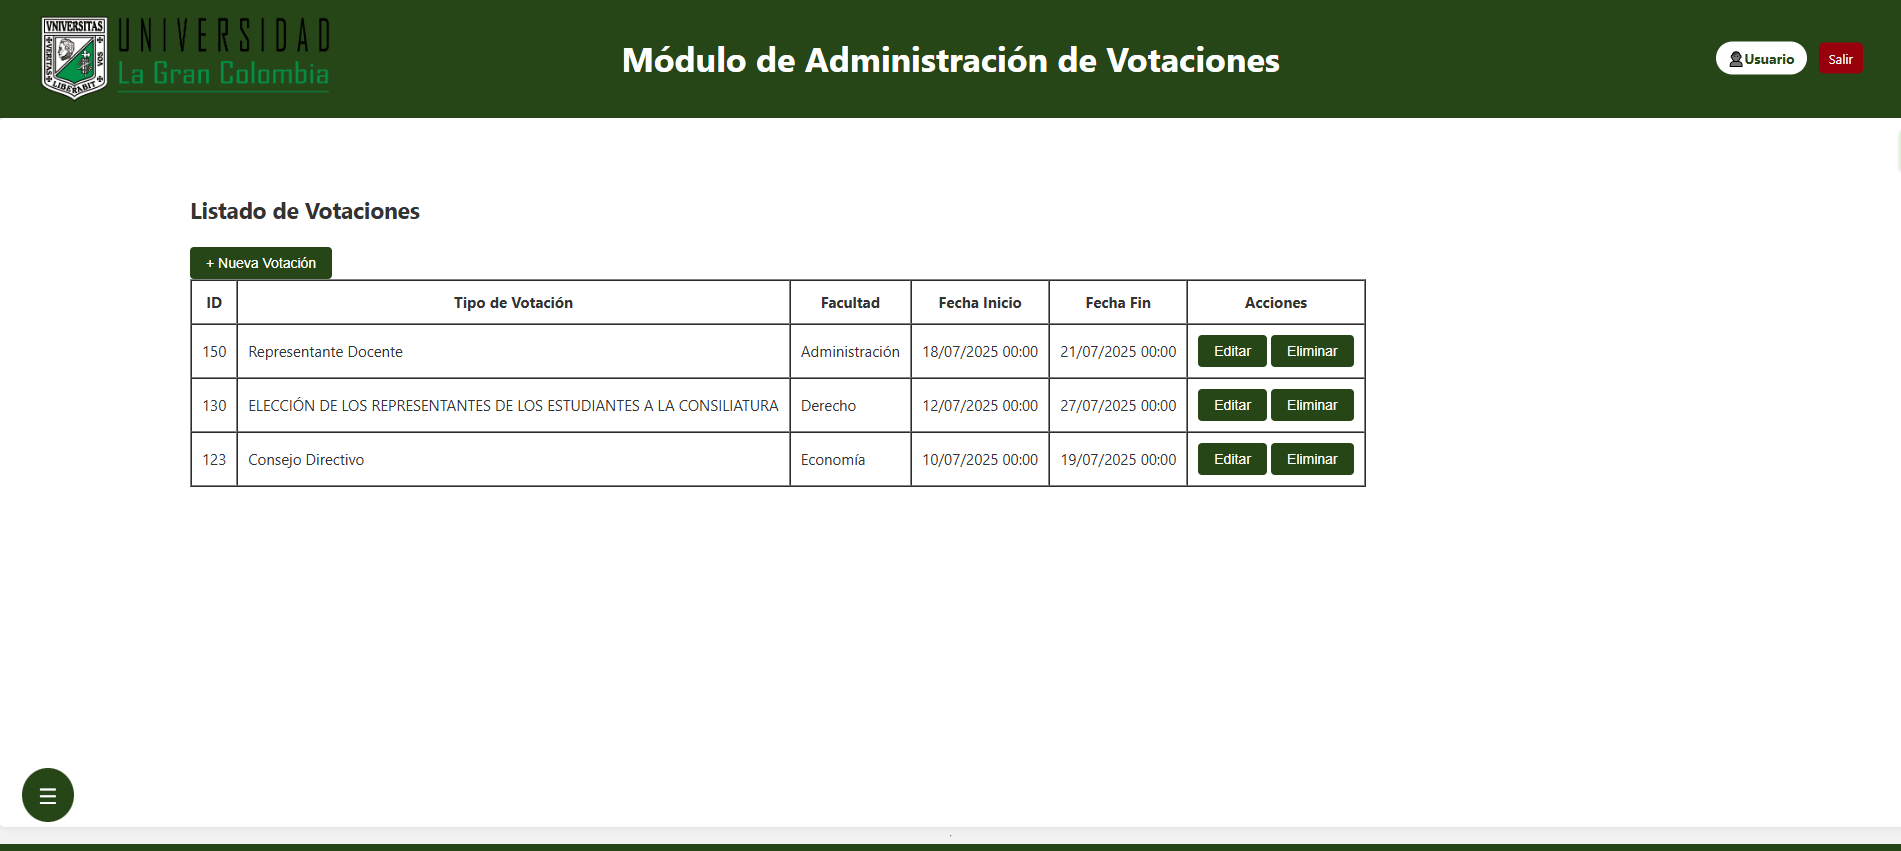 VNIVERSITAS
VERITAS
VOS
LIBERABIT
UNIVERSIDAD
La Gran Colombia
Módulo de Administración de Votaciones
Usuario
Salir
Listado de Votaciones
+ Nueva Votación
ID Tipo de Votación Facultad Fecha Inicio Fecha Fin Acciones
150 Representante Docente Administración 18/07/2025 00:00 21/07/2025 00:00 Editar Eliminar
130 ELECCIÓN DE LOS REPRESENTANTES DE LOS ESTUDIANTES A LA CONSILIATURA Derecho 12/07/2025 00:00 27/07/2025 00:00 Editar Eliminar
123 Consejo Directivo Economía 10/07/2025 00:00 19/07/2025 00:00 Editar Eliminar